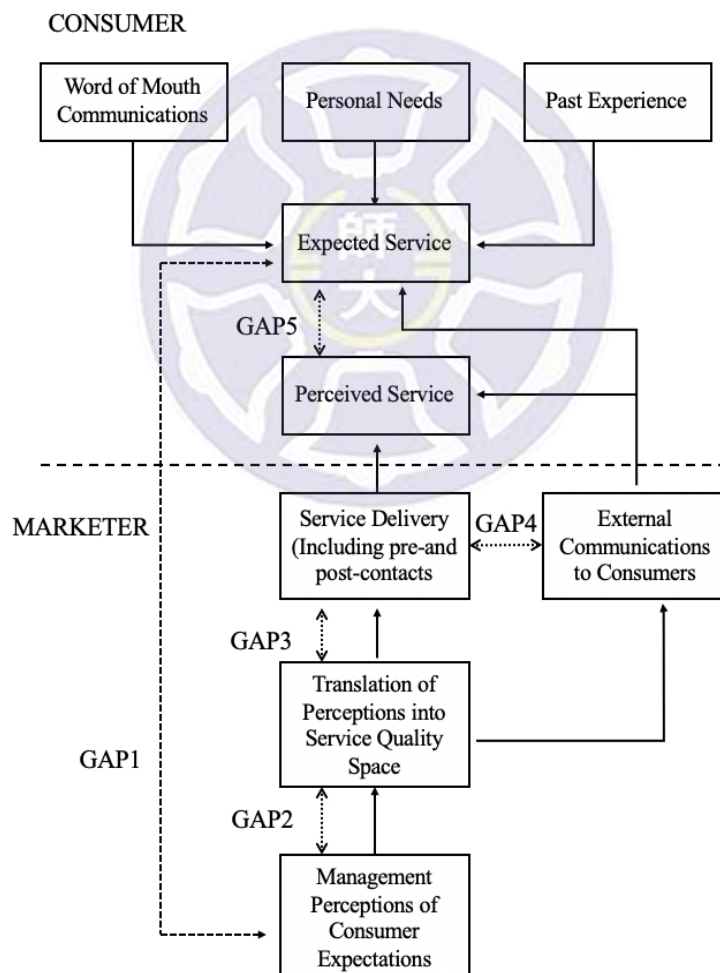 CONSUMER
Word of Mouth
Communications
Personal Needs
Past Experience
Expected Service
師
大
GAP5
Perceived Service
MARKETER
Service Delivery
(Including pre-and
post-contacts
GAP4
External
Communications
to Consumers
GAP3
Translation of
Perceptions into
Service Quality
Space
GAP1
GAP2
Management
Perceptions of
Consumer
Expectations